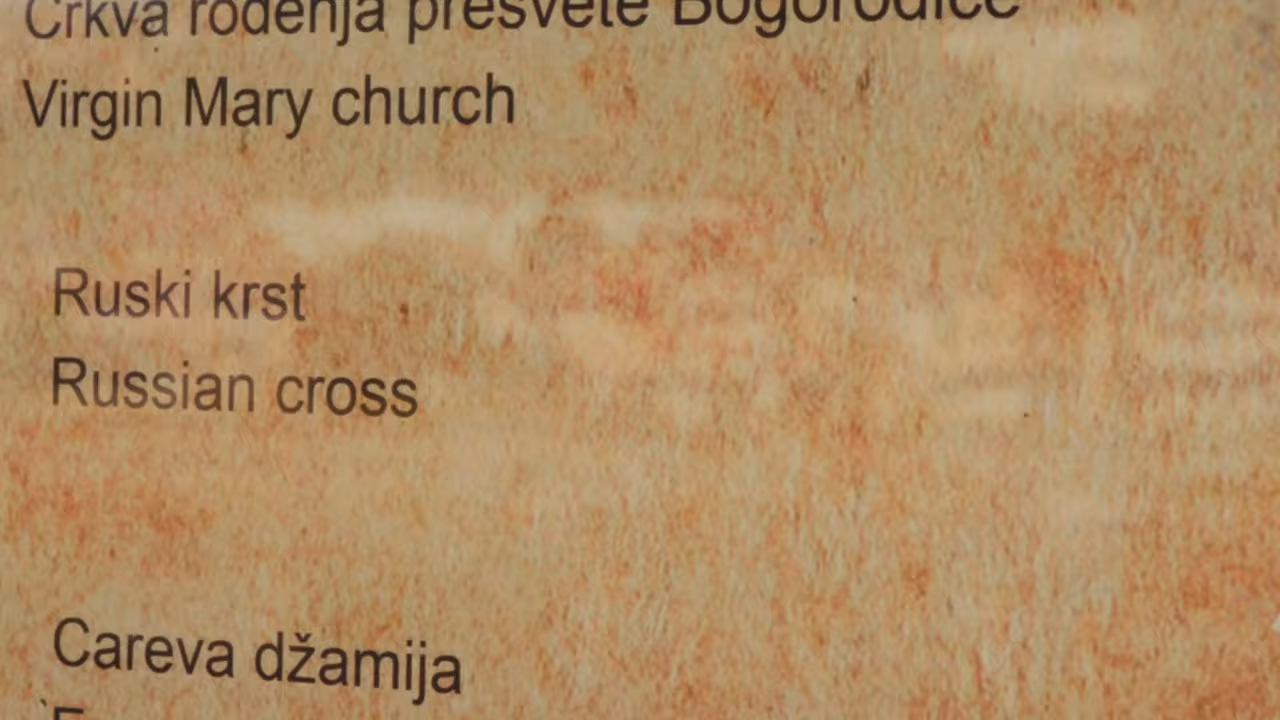 Crkva rođenja presvete Bogorodice
Virgin Mary church
Ruski krst
Russian cross
Careva džamija